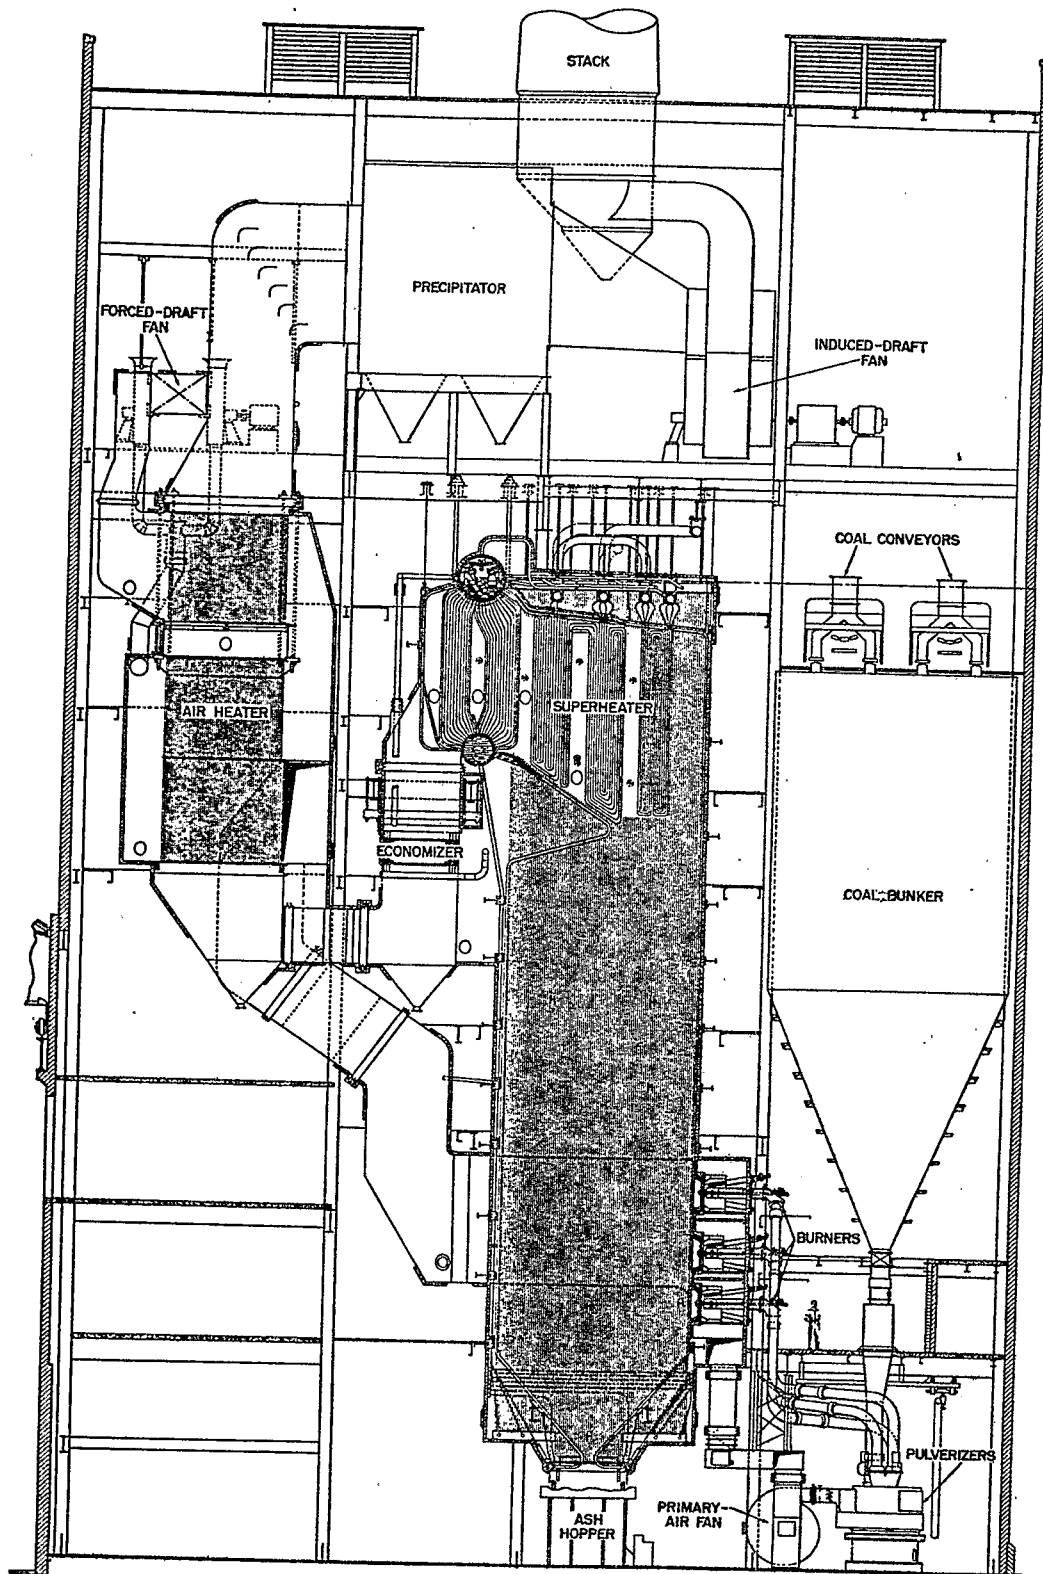 STACK
PRECIPITATOR
FORCED-DRAFT
FAN
INDUCED-DRAFT
FAN
COAL CONVEYORS
AIR HEATER
SUPERHEATER
ECONOMIZER
COAL BUNKER
BURNERS
PULVERIZERS
PRIMARY-
AIR FAN
ASH
HOPPER